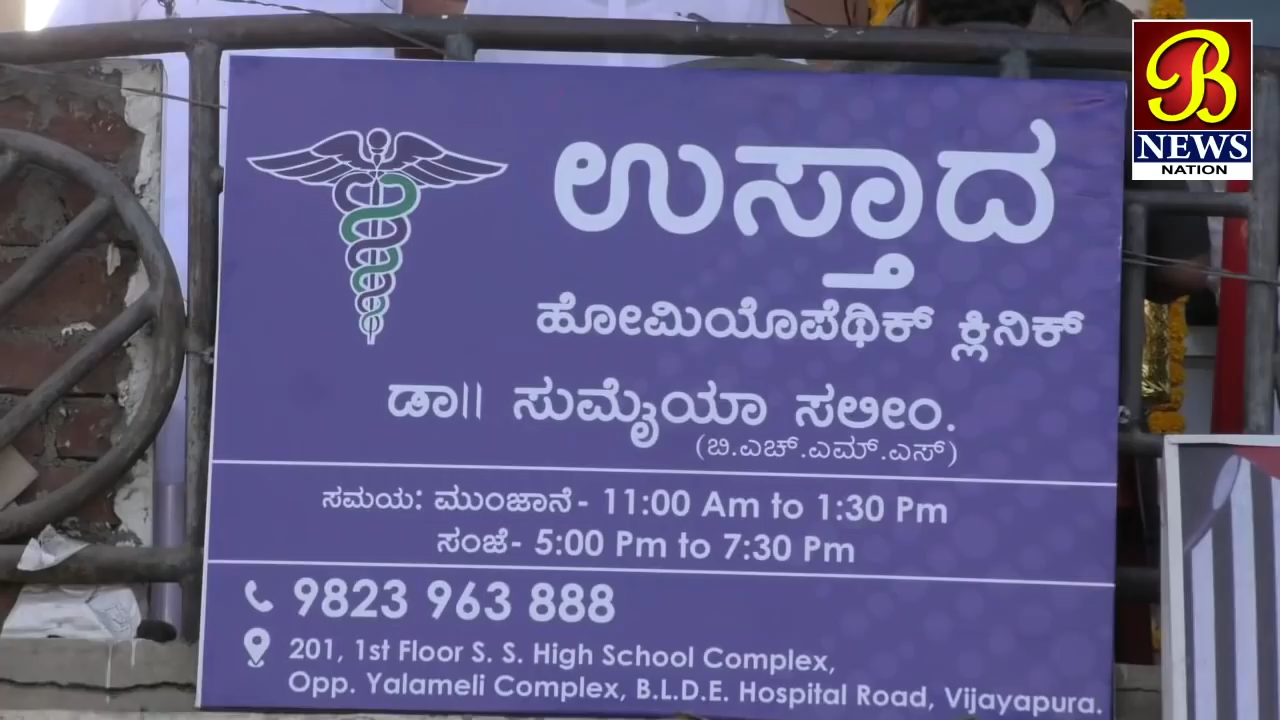 B
NEWS
NATION
ಉಸ್ತಾದ
ಹೋಮಿಯೊಪೆಥಿಕ್ ಕ್ಲಿನಿಕ್
ಡಾ॥ ಸುಮೈಯಾ ಸಲೀಂ.
(ಬಿ.ಎಚ್.ಎಮ್.ಎಸ್)
ಸಮಯ: ಮುಂಜಾನೆ - 11:00 Am to 1:30 Pm
ಸಂಜೆ - 5:00 Pm to 7:30 Pm
9823 963 888
201, 1st Floor S. S. High School Complex,
Opp. Yalameli Complex, B.L.D.E. Hospital Road, Vijayapura.